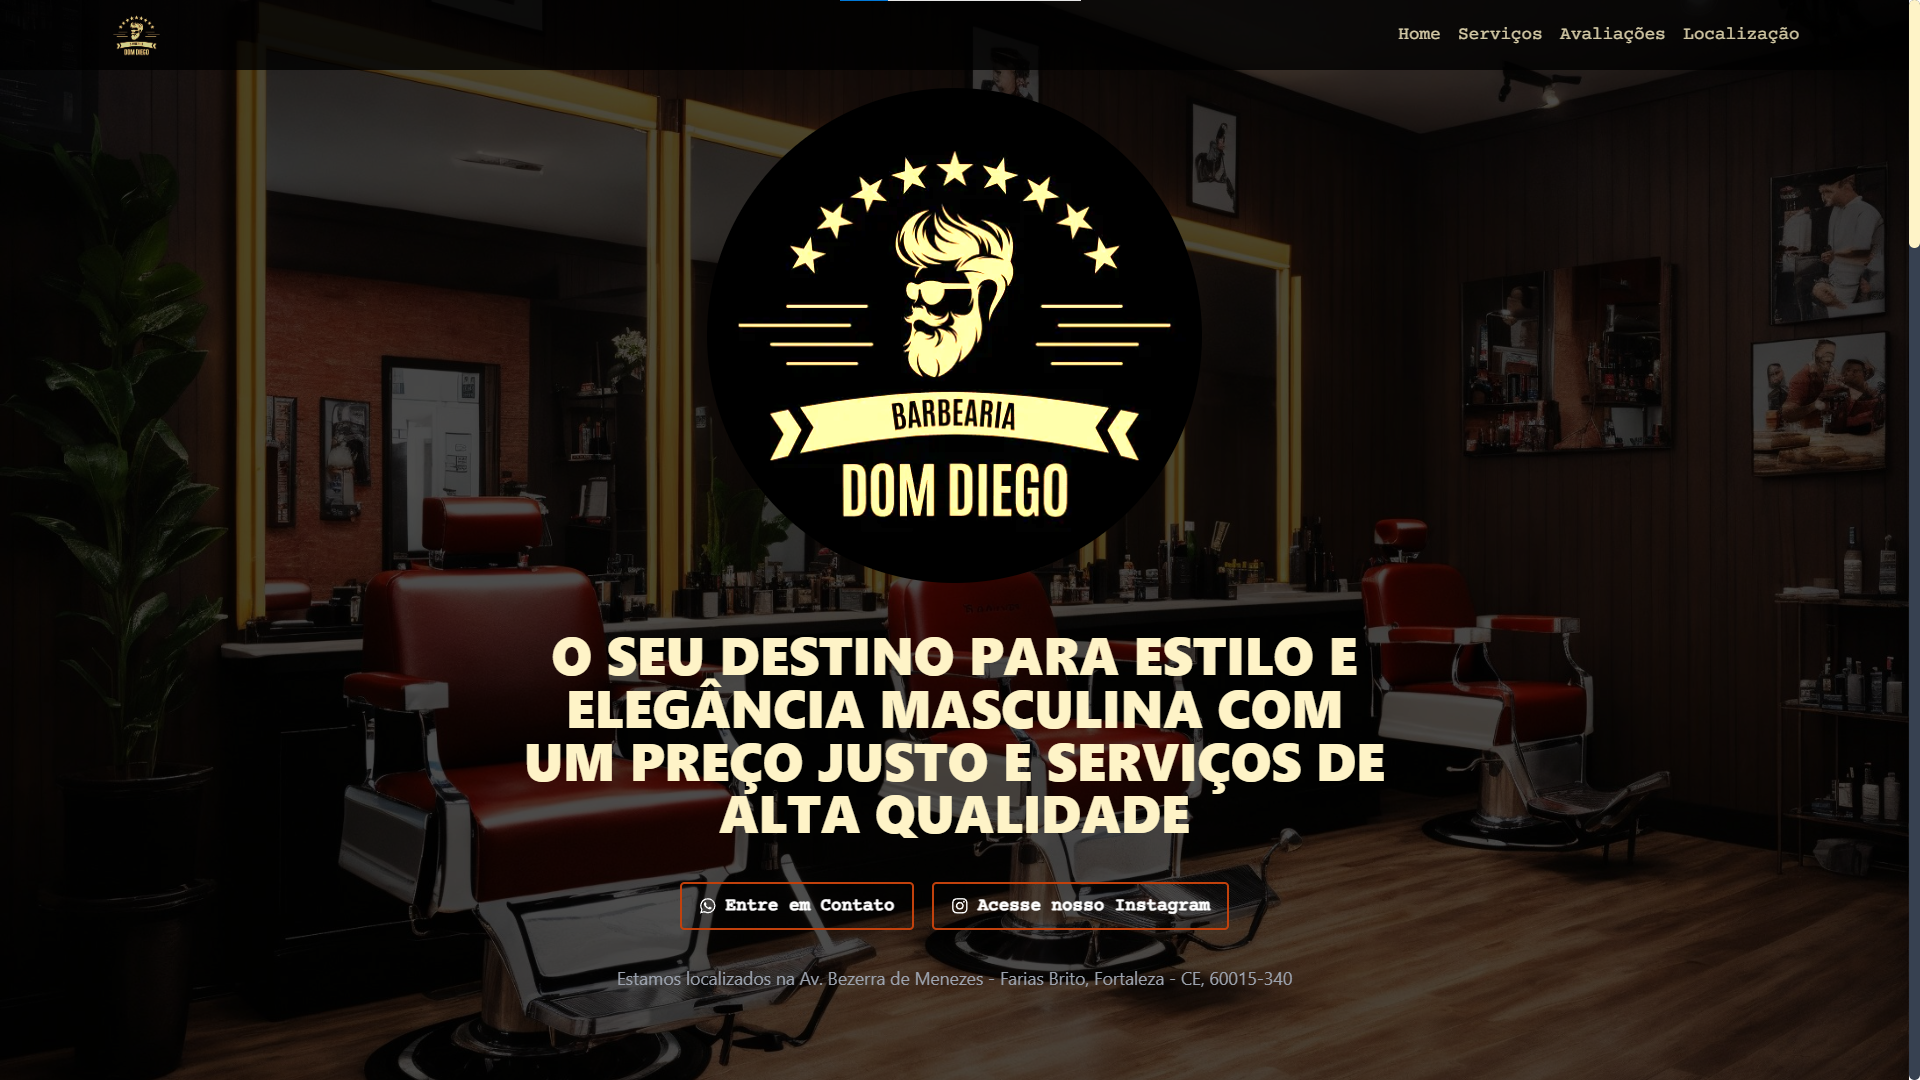 DOM DIEGO
Home
Serviços
Avaliações
Localização
BARBEARIA
DOM DIEGO
O SEU DESTINO PARA ESTILO E
ELEGÂNCIA MASCULINA COM
UM PREÇO JUSTO E SERVIÇOS DE
ALTA QUALIDADE
Entre em Contato
Acesse nosso Instagram
Estamos localizados na Av. Bezerra de Menezes - Farias Brito, Fortaleza - CE, 60015-340